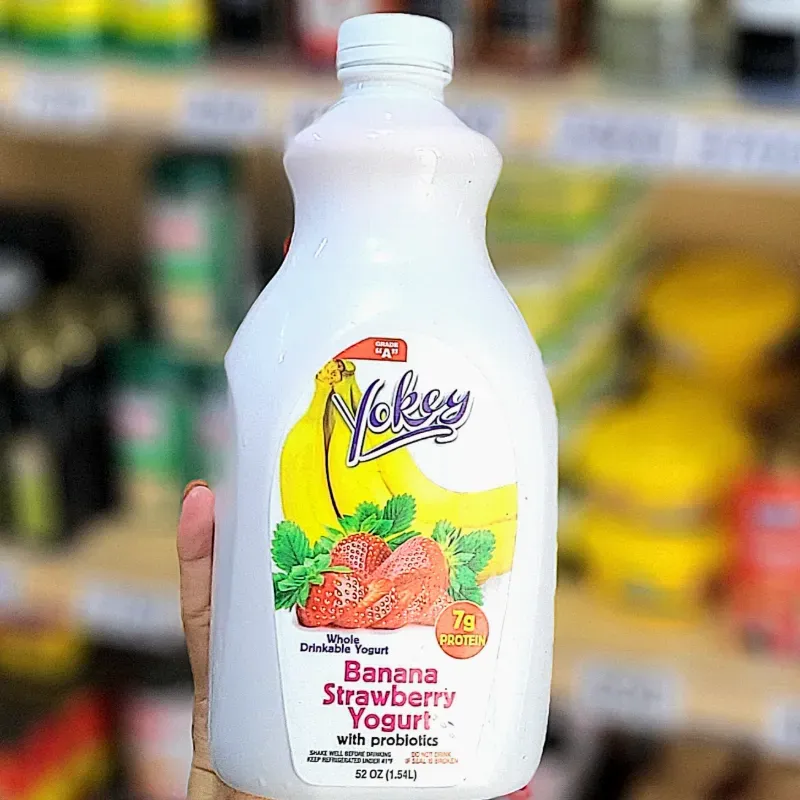 GRADE
"A"
Yokey
7g
PROTEIN
Whole
Drinkable Yogurt
Banana
Strawberry
Yogurt
with probiotics
SHAKE WELL BEFORE DRINKING
KEEP REFRIGERATED UNDER 41°F
DO NOT DRINK
IF SEAL IS BROKEN
52 OZ (1.54L)